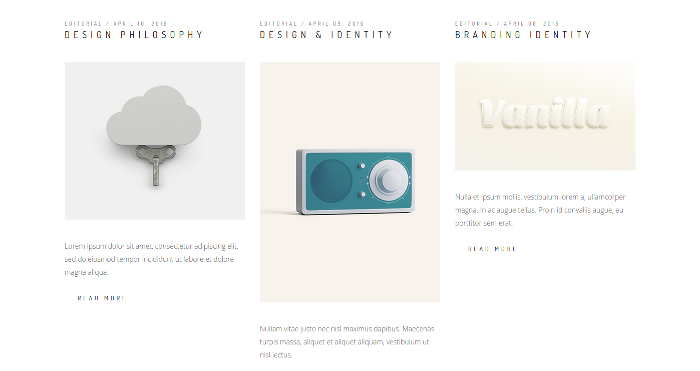 EDITORIAL / APRIL 10, 2015
DESIGN PHILOSOPHY
Lorem ipsum dolor sit amet, consectetur adipiscing elit,
sed do eiusmod tempor incididunt ut labore et dolore
magna aliqua.
READ MORE
EDITORIAL / APRIL 09, 2015
DESIGN & IDENTITY
Nullam vitae justo nec nisl maximus dapibus. Maecenas
turpis massa, aliquet et aliquet aliquam, vestibulum ut
nisl lectus.
EDITORIAL / APRIL 08, 2015
BRANDING IDENTITY
Vanilla
Nulla et ipsum mollis, vestibulum lorem a, ullamcorper
magna. In ac augue tellus. Proin id convallis augue, eu
porttitor sem erat.
READ MORE